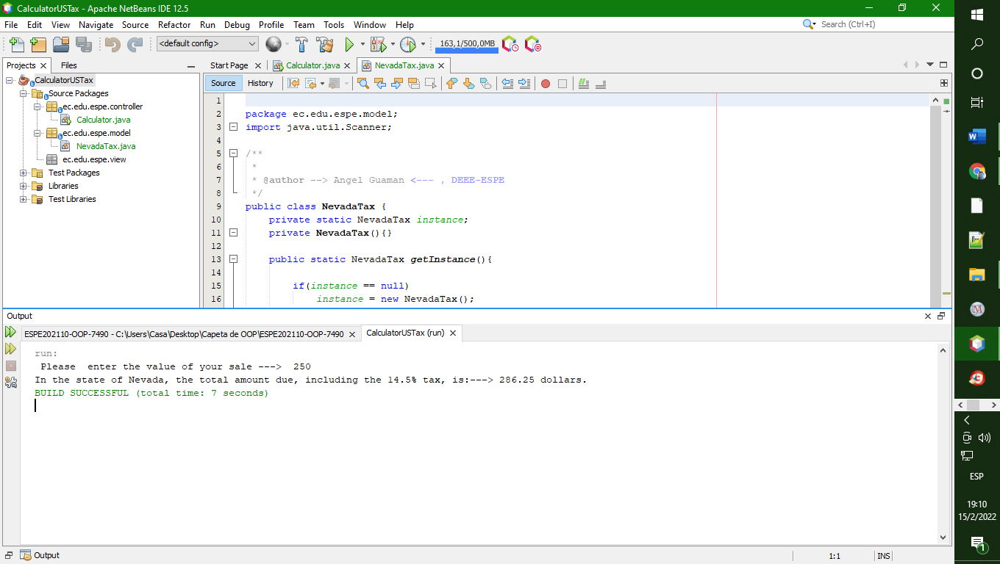 CalculatorUSTax - Apache NetBeans IDE 12.5
File Edit View Navigate Source Refactor Run Debug Profile Team Tools Window Help
Search (Ctrl+I)
<default config>
163,1/500,0MB
Projects Files
Start Page Calculator.java NevadaTax.java
CalculatorUSTax
Source Packages
ec.edu.espe.controller
Calculator.java
ec.edu.espe.model
NevadaTax.java
ec.edu.espe.view
Test Packages
Libraries
Test Libraries
Source History
1
2 package ec.edu.espe.model;
3 import java.util.Scanner;
4
5 /**
6 *
7 * @author --> Angel Guaman <--- , DEEE-ESPE
8 */
9 public class NevadaTax {
10 private static NevadaTax instance;
11 private NevadaTax(){}
12
13 public static NevadaTax getInstance(){
14
15 if(instance == null)
16 instance = new NevadaTax();
Output
ESPE202110-OOP-7490 - C:\Users\Casa\Desktop\Capeta de OOP\ESPE202110-OOP-7490 CalculatorUSTax (run)
run:
Please  enter the value of your sale --->  250
In the state of Nevada, the total amount due, including the 14.5% tax, is:---> 286.25 dollars.
BUILD SUCCESSFUL (total time: 7 seconds)
Output
1:1 INS
ESP
19:10
15/2/2022
1